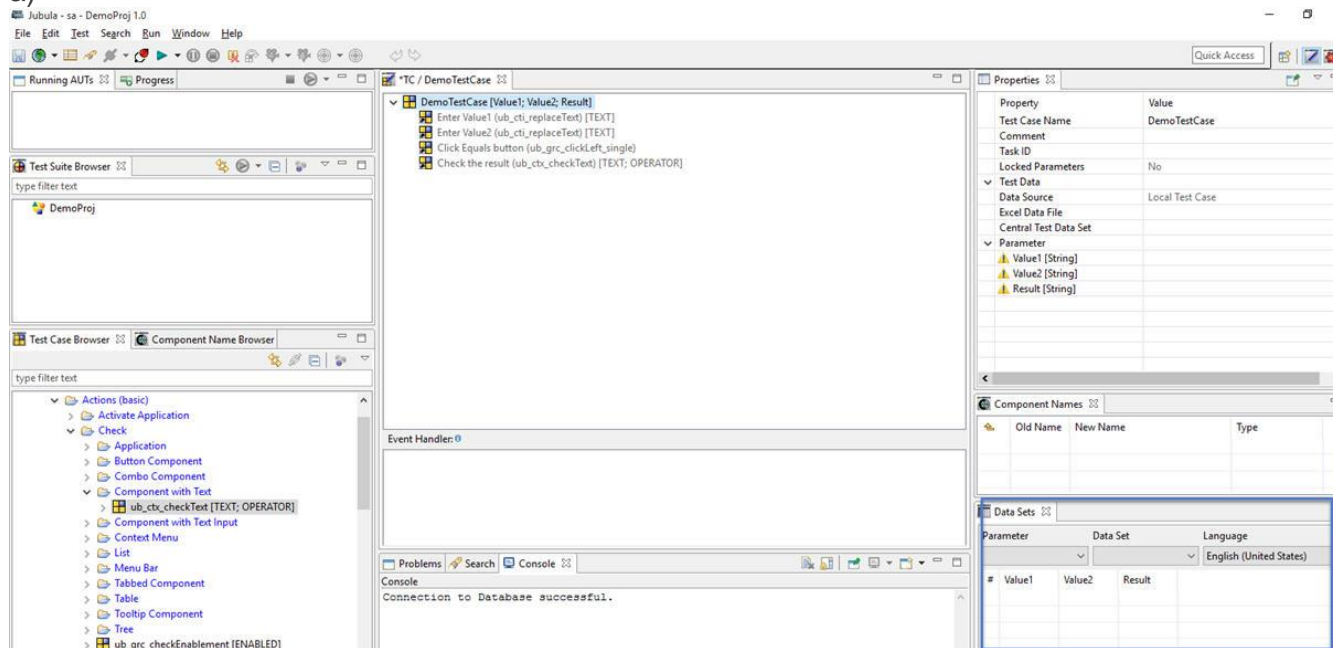 Jubula - sa - DemoProj 1.0
File Edit Test Search Run Window Help
Quick Access
Running AUTs
Progress
Test Suite Browser
type filter text
DemoProj
Test Case Browser
Component Name Browser
type filter text
Actions (basic)
Activate Application
Check
Application
Button Component
Combo Component
Component with Text
ub_ctx_checkText [TEXT; OPERATOR]
Component with Text Input
Context Menu
List
Menu Bar
Tabbed Component
Table
Tooltip Component
Tree
ub_grc_checkEnablement [ENABLED]
*TC / DemoTestCase
DemoTestCase [Value1; Value2; Result]
Enter Value1 (ub_cti_replaceText) [TEXT]
Enter Value2 (ub_cti_replaceText) [TEXT]
Click Equals button (ub_grc_clickLeft_single)
Check the result (ub_ctx_checkText) [TEXT; OPERATOR]
Event Handler:
Problems Search Console
Console
Connection to Database successful.
Properties
Property Value
Test Case Name DemoTestCase
Comment
Task ID
Locked Parameters No
Test Data
Data Source Local Test Case
Excel Data File
Central Test Data Set
Parameter
Value1 [String]
Value2 [String]
Result [String]
Component Names
Old Name New Name Type
Data Sets
Parameter Data Set Language
English (United States)
# Value1 Value2 Result